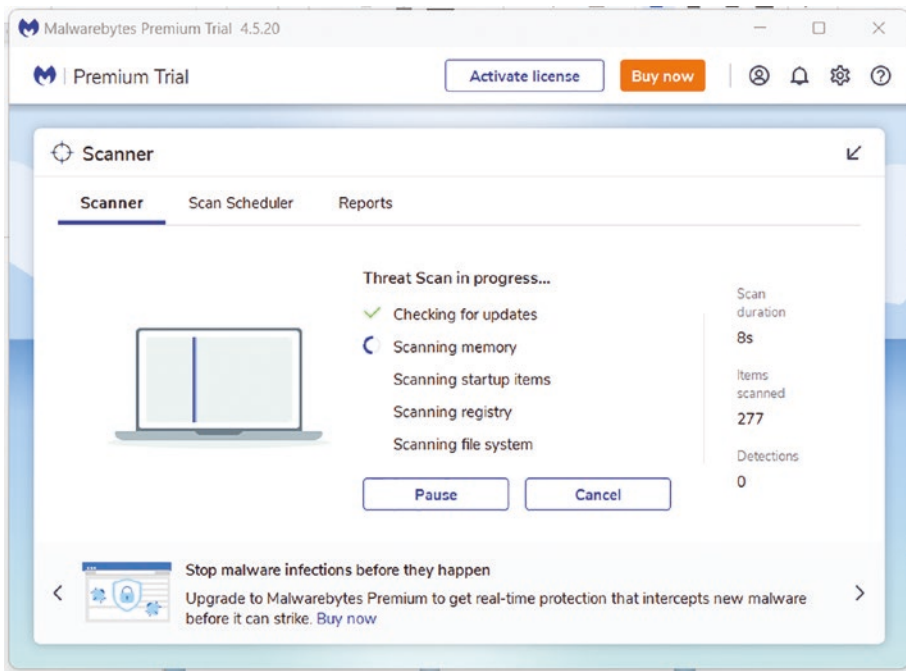 Malwarebytes Premium Trial 4.5.20
Premium Trial
Activate license
Buy now
Scanner
Scanner
Scan Scheduler
Reports
Threat Scan in progress...
Checking for updates
Scanning memory
Scanning startup items
Scanning registry
Scanning file system
Pause
Cancel
Scan
duration
8s
Items
scanned
277
Detections
0
Stop malware infections before they happen
Upgrade to Malwarebytes Premium to get real-time protection that intercepts new malware
before it can strike. Buy now